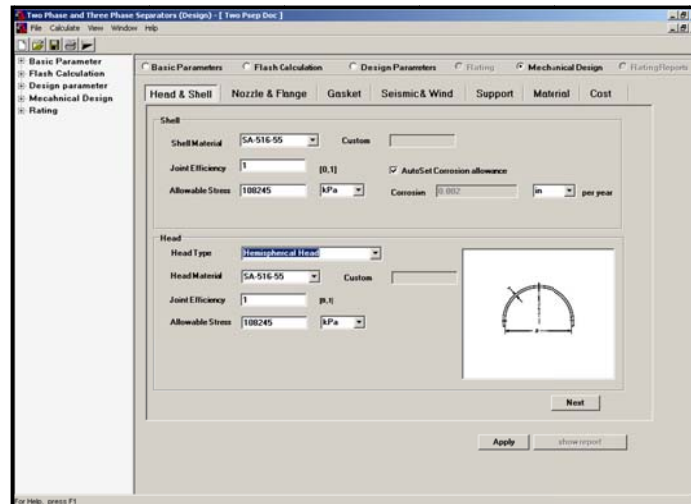 Two Phase and Three Phase Separators (Design) - [ Two Psep Doc ]
File Calculate View Window Help
Basic Parameter
Flash Calculation
Design parameter
Mecahnical Design
Rating
Basic Parameters Flash Calculation Design Parameters Rating Mechanical Design Rating Reports
Head & Shell Nozzle & Flange Gasket Seismic & Wind Support Material Cost
Shell
Shell Material SA-516-55 Custom
Joint Efficiency 1 [0,1] AutoSet Corrosion allowance
Allowable Stress 108245 kPa Corrosion 0.002 in per year
Head
Head Type Hemispherical Head
Head Material SA-516-55 Custom
Joint Efficiency 1 [0,1]
Allowable Stress 108245 kPa
Next
Apply show report
For Help, press F1